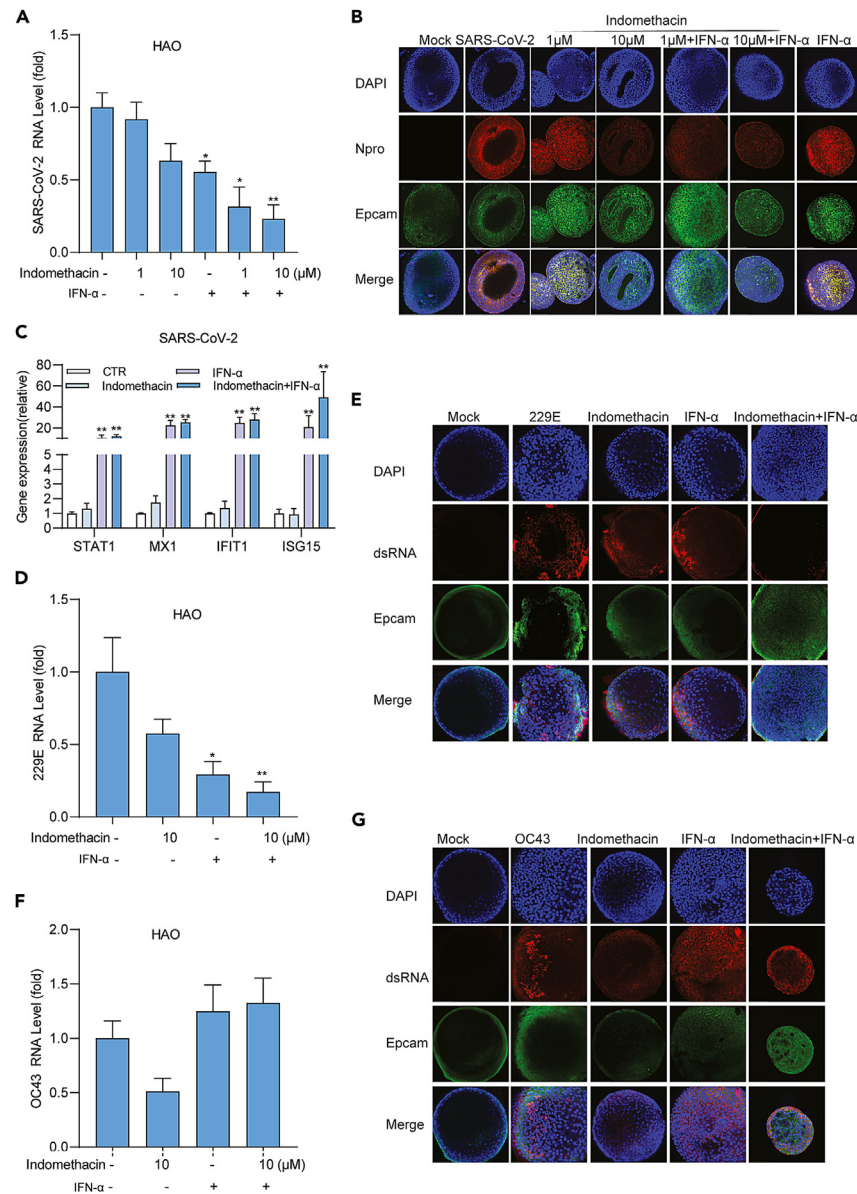 A
HAO
SARS-CoV-2 RNA Level (fold)
1.5
1.0
0.5
0.0
* * **
Indomethacin - 1 10 - 1 10 (μM)
IFN-α - - - + + +
B
Indomethacin
Mock SARS-CoV-2 1μM 10μM 1μM+IFN-α 10μM+IFN-α IFN-α
DAPI
Npro
Epcam
Merge
C
SARS-CoV-2
CTR IFN-α
Indomethacin Indomethacin+IFN-α
Gene expression(relative)
80
60
40
20
5
4
3
2
1
0
** ** ** ** ** ** ** **
STAT1 MX1 IFIT1 ISG15
D
HAO
229E RNA Level (fold)
1.5
1.0
0.5
0.0
* **
Indomethacin - 10 - 10 (μM)
IFN-α - - + +
E
Mock 229E Indomethacin IFN-α Indomethacin+IFN-α
DAPI
dsRNA
Epcam
Merge
F
HAO
OC43 RNA Level (fold)
2.0
1.5
1.0
0.5
0.0
Indomethacin - 10 - 10 (μM)
IFN-α - - + +
G
Mock OC43 Indomethacin IFN-α Indomethacin+IFN-α
DAPI
dsRNA
Epcam
Merge